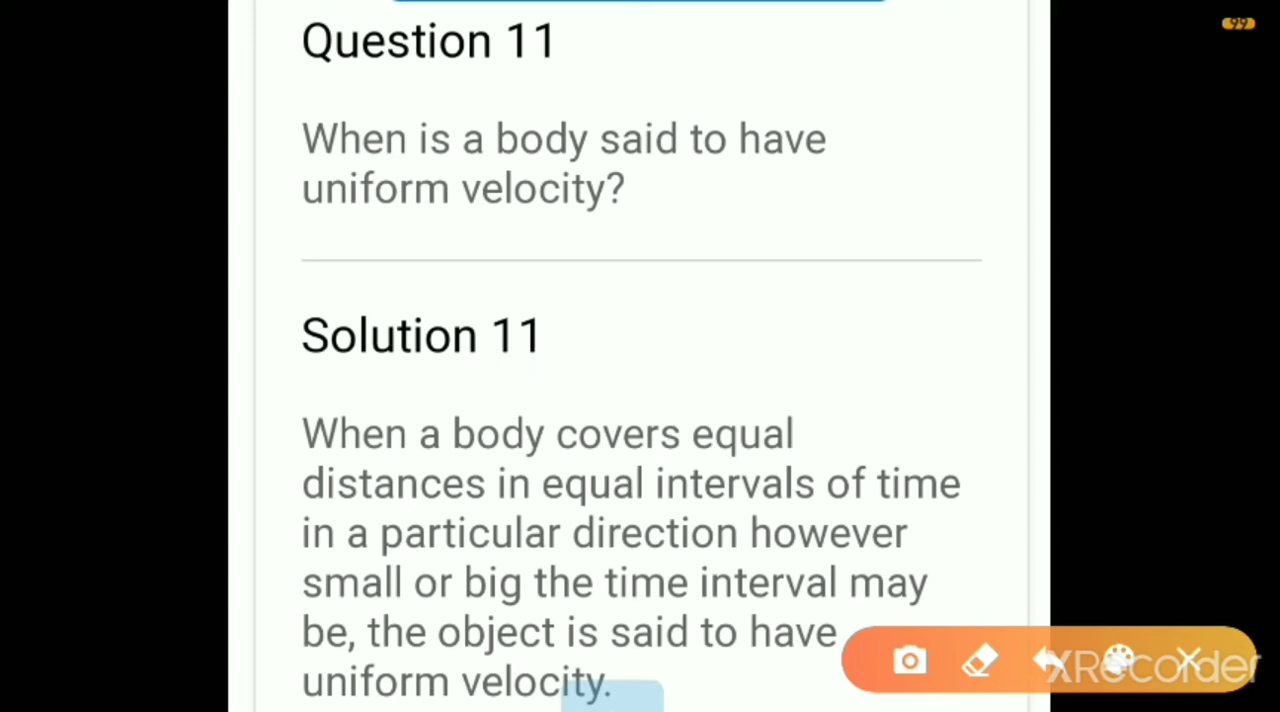 99
Question 11
When is a body said to have
uniform velocity?
Solution 11
When a body covers equal
distances in equal intervals of time
in a particular direction however
small or big the time interval may
be, the object is said to have
uniform velocity.
XRecorder